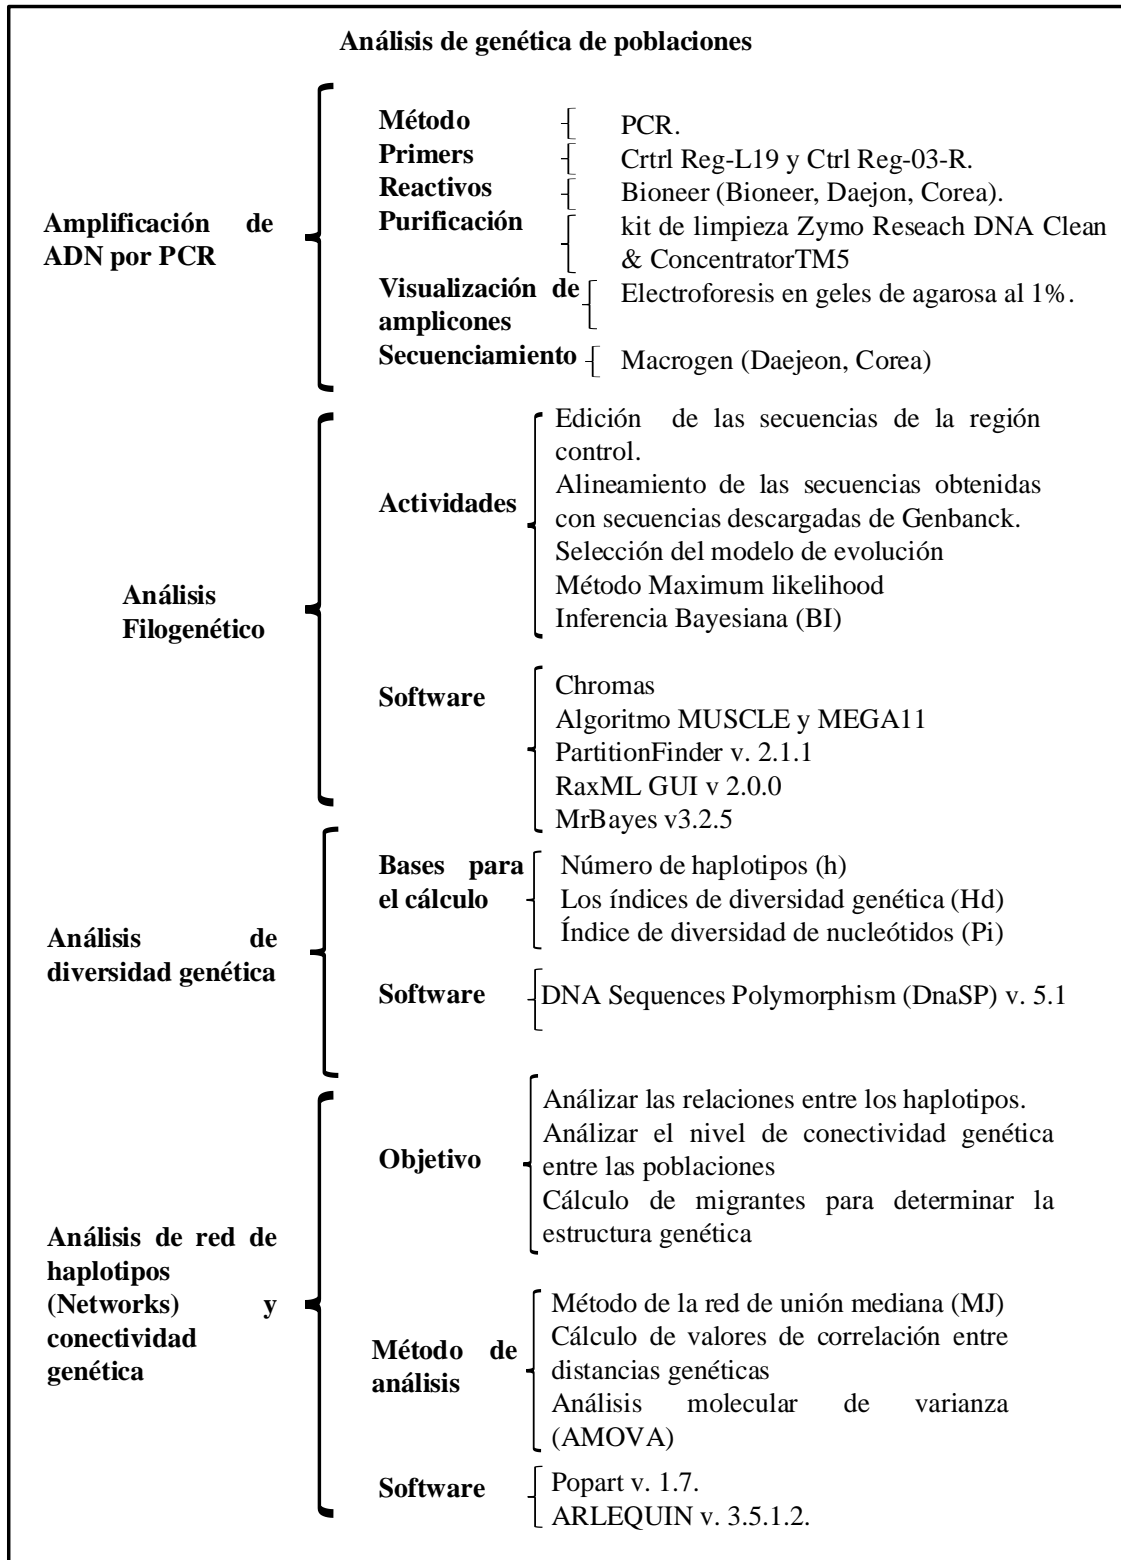 Análisis de genética de poblaciones
Amplificación de
ADN por PCR
Método
PCR.
Primers
Crtrl Reg-L19 y Ctrl Reg-03-R.
Reactivos
Bioneer (Bioneer, Daejon, Corea).
Purificación
kit de limpieza Zymo Reseach DNA Clean
& ConcentratorTM5
Visualización de
amplicones
Electroforesis en geles de agarosa al 1%.
Secuenciamiento
Macrogen (Daejeon, Corea)
Análisis
Filogenético
Actividades
Edición de las secuencias de la región
control.
Alineamiento de las secuencias obtenidas
con secuencias descargadas de Genbanck.
Selección del modelo de evolución
Método Maximum likelihood
Inferencia Bayesiana (BI)
Software
Chromas
Algoritmo MUSCLE y MEGA11
PartitionFinder v. 2.1.1
RaxML GUI v 2.0.0
MrBayes v3.2.5
Análisis de
diversidad genética
Bases para
el cálculo
Número de haplotipos (h)
Los índices de diversidad genética (Hd)
Índice de diversidad de nucleótidos (Pi)
Software
DNA Sequences Polymorphism (DnaSP) v. 5.1
Análisis de red de
haplotipos
(Networks) y
conectividad
genética
Objetivo
Análizar las relaciones entre los haplotipos.
Análizar el nivel de conectividad genética
entre las poblaciones
Cálculo de migrantes para determinar la
estructura genética
Método de
análisis
Método de la red de unión mediana (MJ)
Cálculo de valores de correlación entre
distancias genéticas
Análisis molecular de varianza
(AMOVA)
Software
Popart v. 1.7.
ARLEQUIN v. 3.5.1.2.